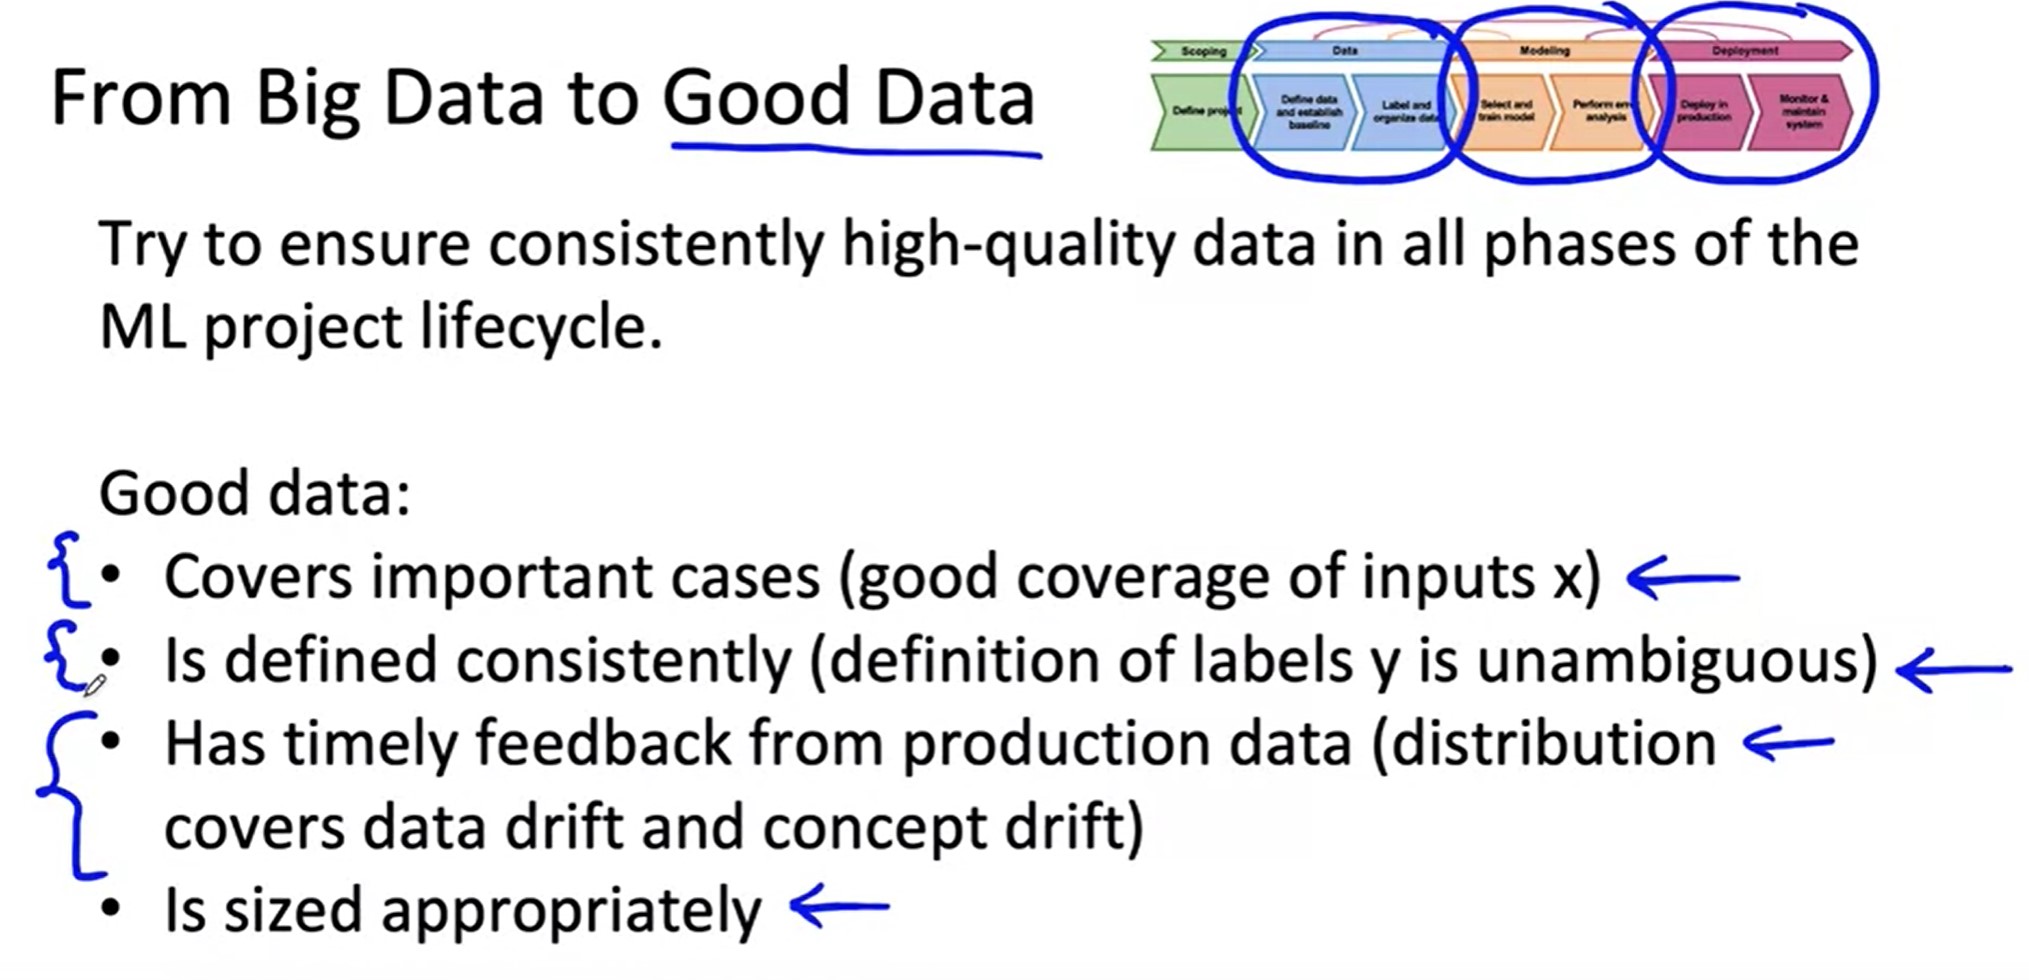 From Big Data to Good Data
Scoping
Data
Modeling
Deployment
Define project
Define data
and establish
baseline
Label and
organize data
Select and
train model
Perform
analysis
Deploy in
production
Monitor &
maintain
system
Try to ensure consistently high-quality data in all phases of the
ML project lifecycle.
Good data:
• Covers important cases (good coverage of inputs x)
• Is defined consistently (definition of labels y is unambiguous)
• Has timely feedback from production data (distribution
covers data drift and concept drift)
• Is sized appropriately